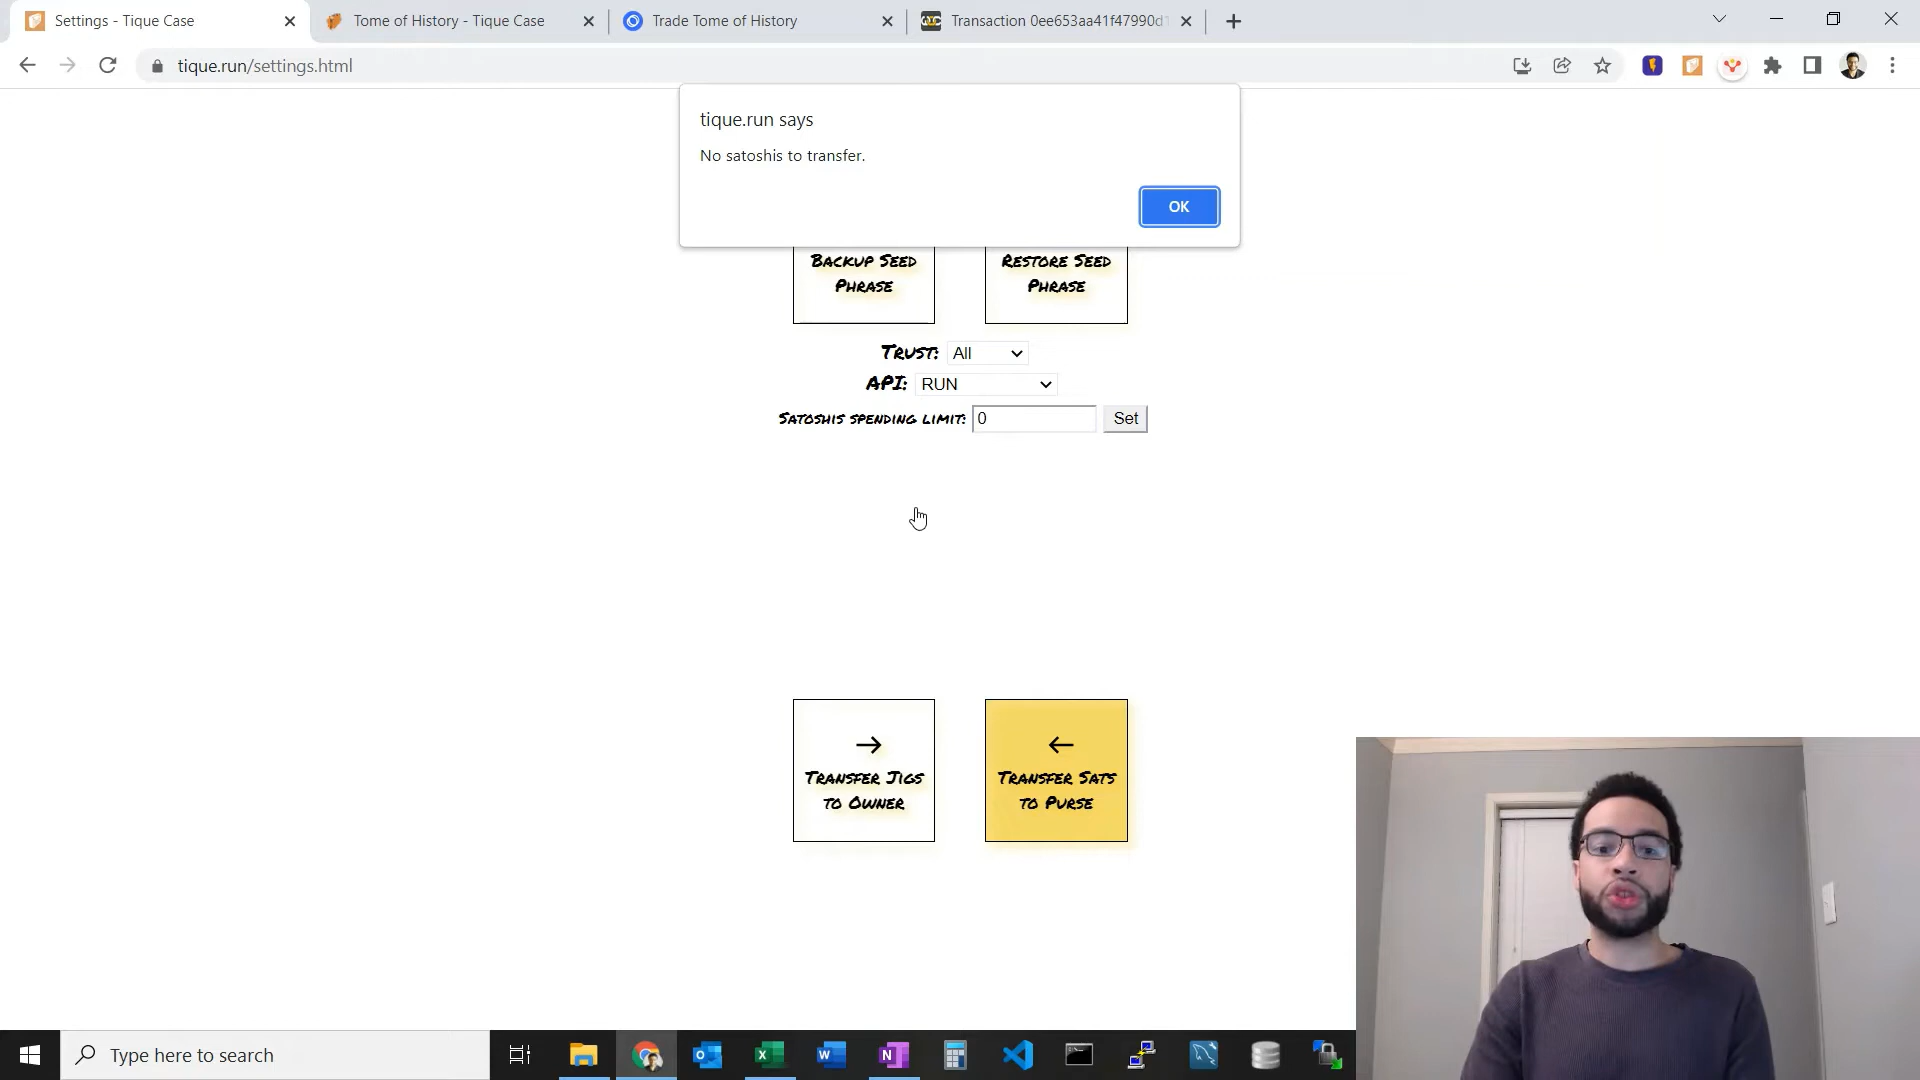 Settings - Tique Case
Tome of History - Tique Case
Trade Tome of History
Transaction 0ee653aa41f47990d1
tique.run/settings.html
tique.run says
No satoshis to transfer.
OK
Backup Seed
Phrase
Restore Seed
Phrase
Trust: All
API: RUN
Satoshis spending limit: 0 Set
→
Transfer Jigs
to Owner
←
Transfer Sats
to Purse
Type here to search